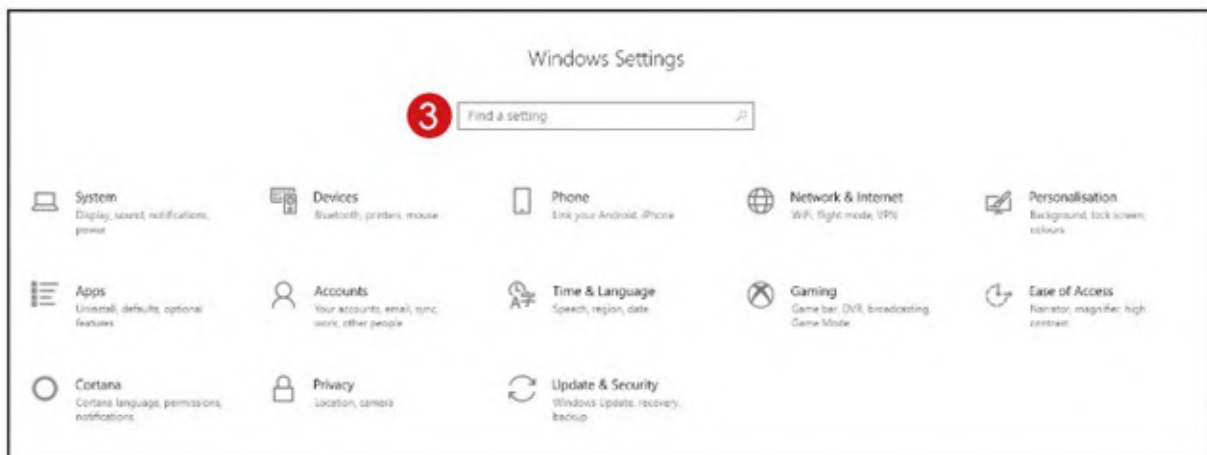 Windows Settings
3
Find a setting
System
Display, sound, notifications,
power
Devices
Bluetooth, printers, mouse
Phone
Link your Android, iPhone
Network & Internet
WiFi, flight mode, VPN
Personalisation
Background, lock screen,
colours
Apps
Uninstall, defaults, optional
features
Accounts
Your accounts, email, sync,
work, other people
Time & Language
Speech, region, date
Gaming
Game bar, DVR, broadcasting,
Game Mode
Ease of Access
Narrator, magnifier, high
contrast
Cortana
Cortana language, permissions,
notifications
Privacy
Location, camera
Update & Security
Windows Update, recovery,
backup